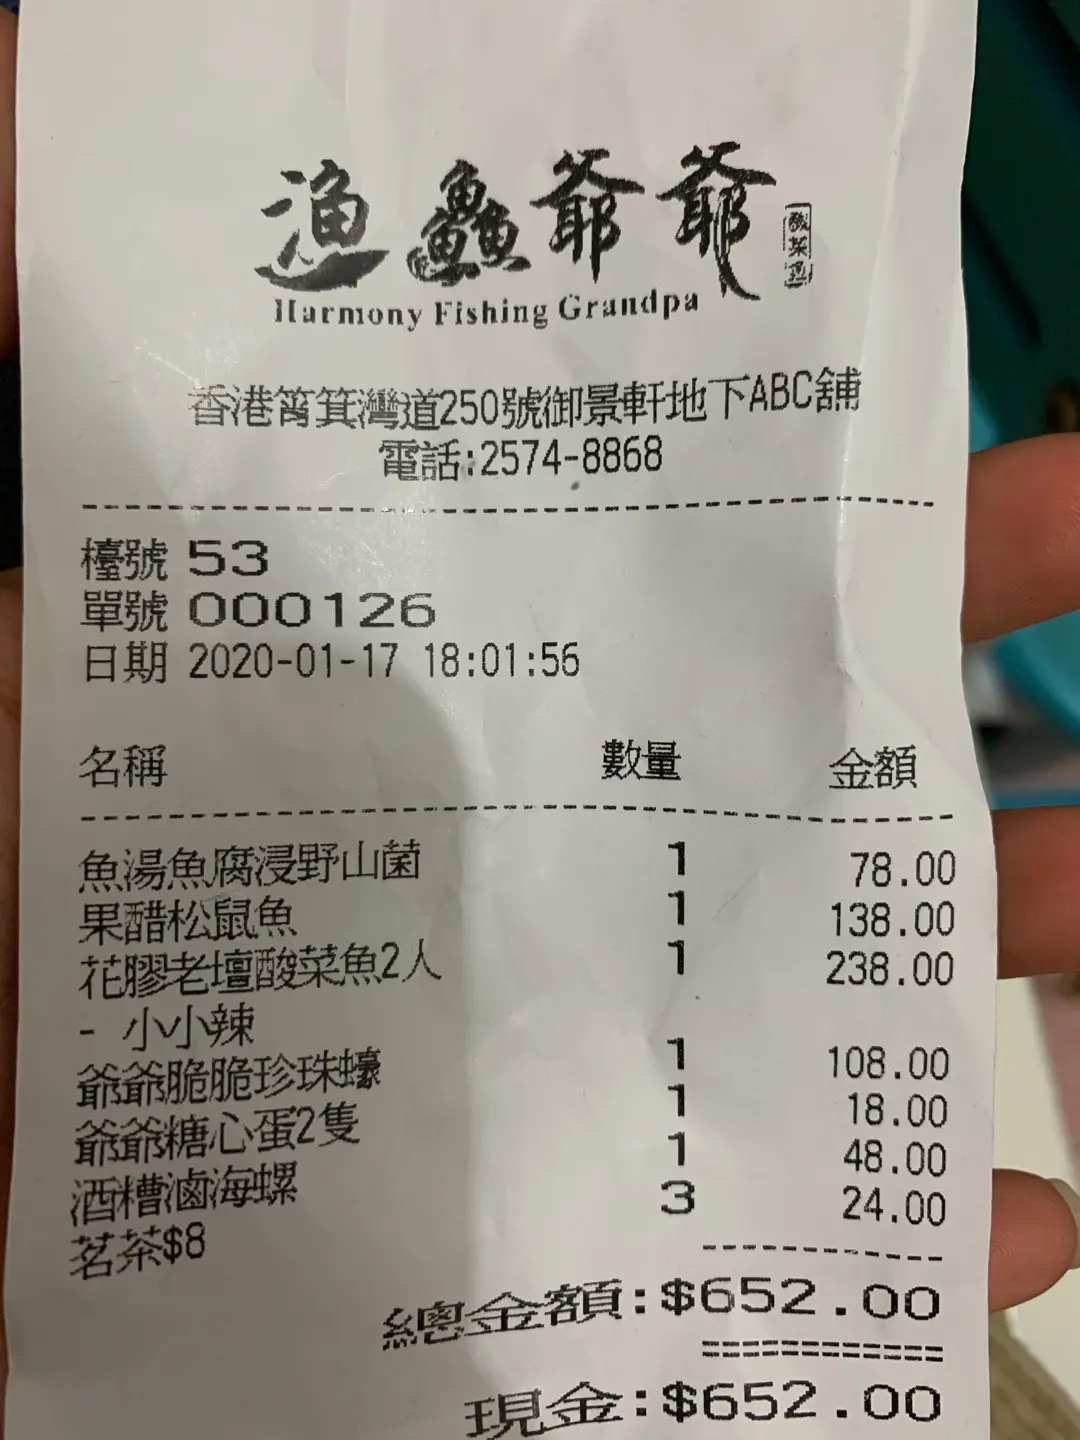 漁鱻爺爺
酸菜魚
Harmony Fishing Grandpa
香港筲箕灣道250號御景軒地下ABC舖
電話:2574-8868
檯號 53
單號 000126
日期 2020-01-17 18:01:56
名稱 數量 金額
魚湯魚腐浸野山菌 1 78.00
果醋松鼠魚 1 138.00
花膠老壇酸菜魚2人 1 238.00
- 小小辣
爺爺脆脆珍珠蠔 1 108.00
爺爺糖心蛋2隻 1 18.00
酒糟滷海螺 1 48.00
茗茶$8 3 24.00
總金額:$652.00
現金:$652.00